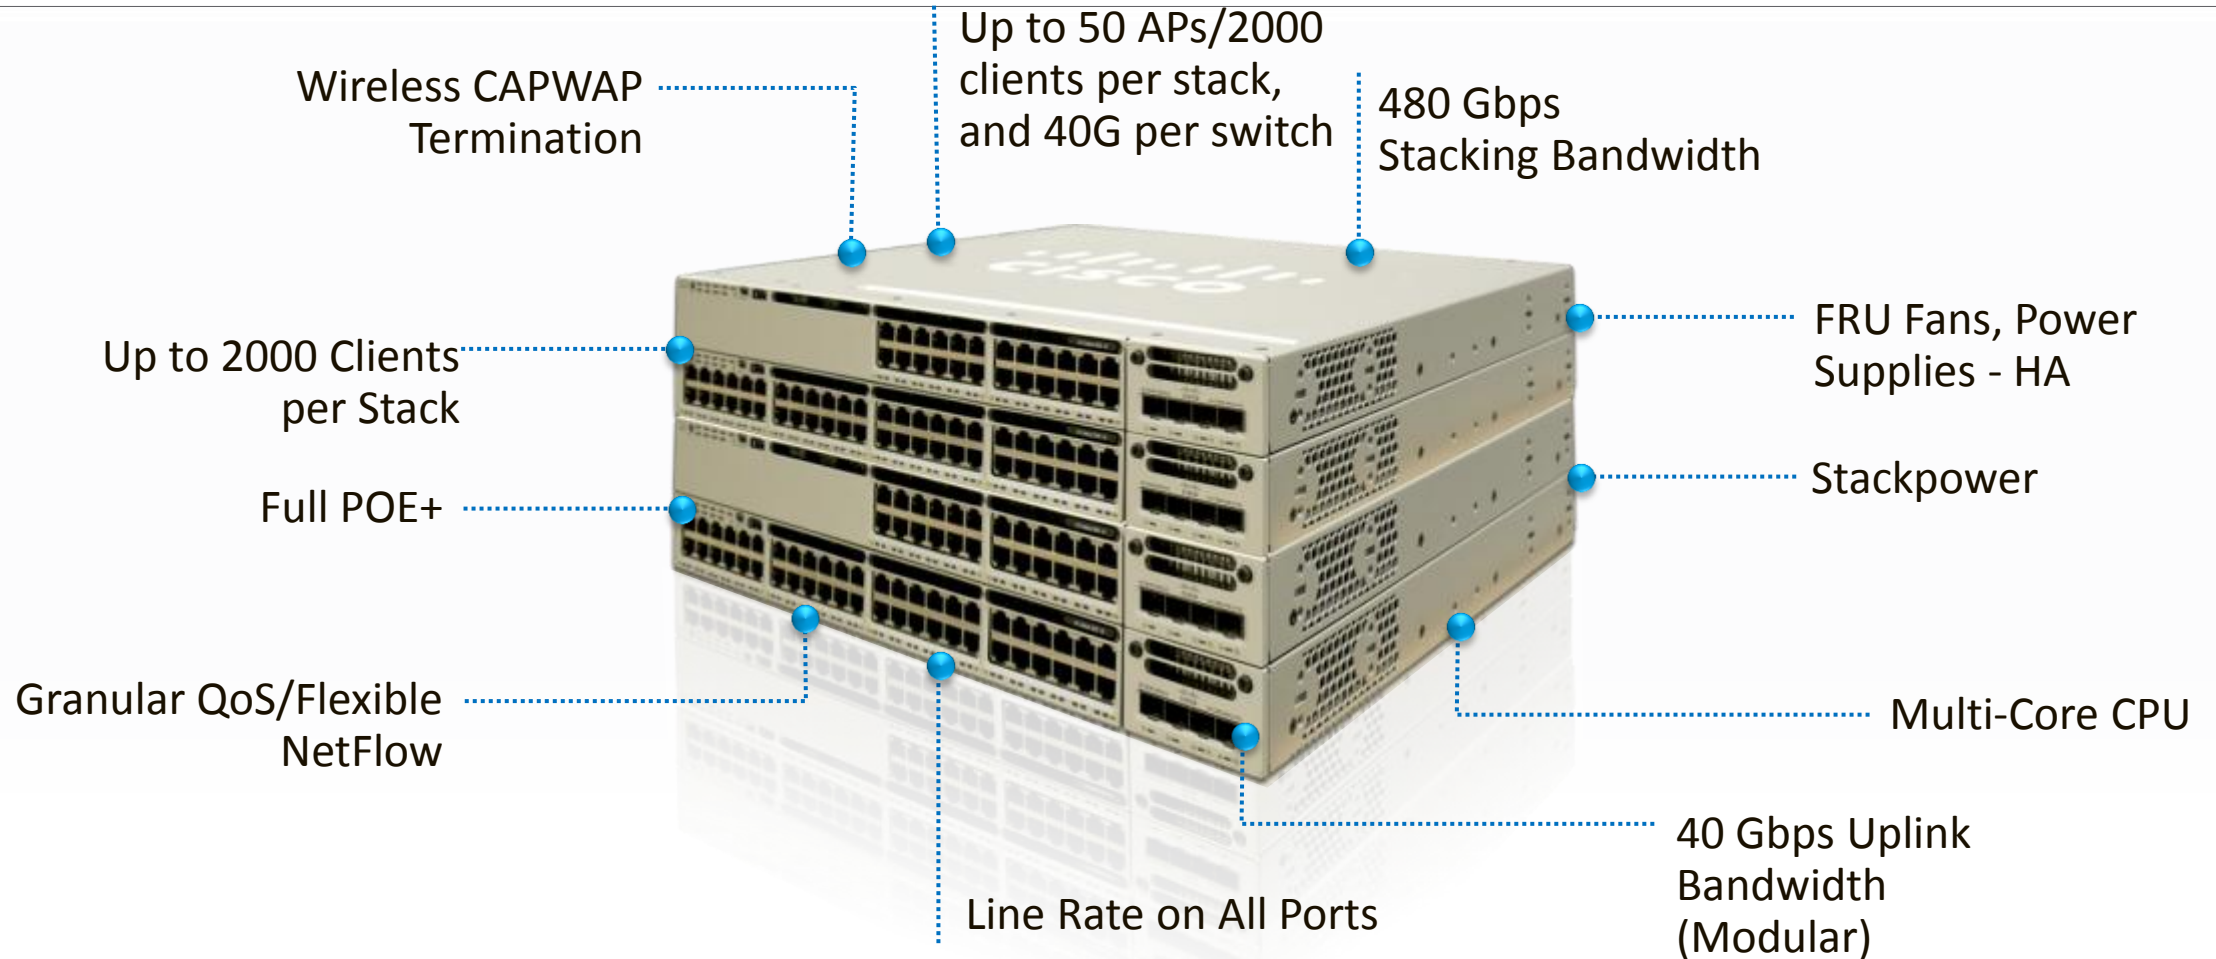 Up to 50 APs/2000
clients per stack,
and 40G per switch
Wireless CAPWAP
Termination
480 Gbps
Stacking Bandwidth
CISCO
FRU Fans, Power
Supplies - HA
Up to 2000 Clients
per Stack
Stackpower
Full POE+
Granular QoS/Flexible
NetFlow
Multi-Core CPU
40 Gbps Uplink
Bandwidth
(Modular)
Line Rate on All Ports